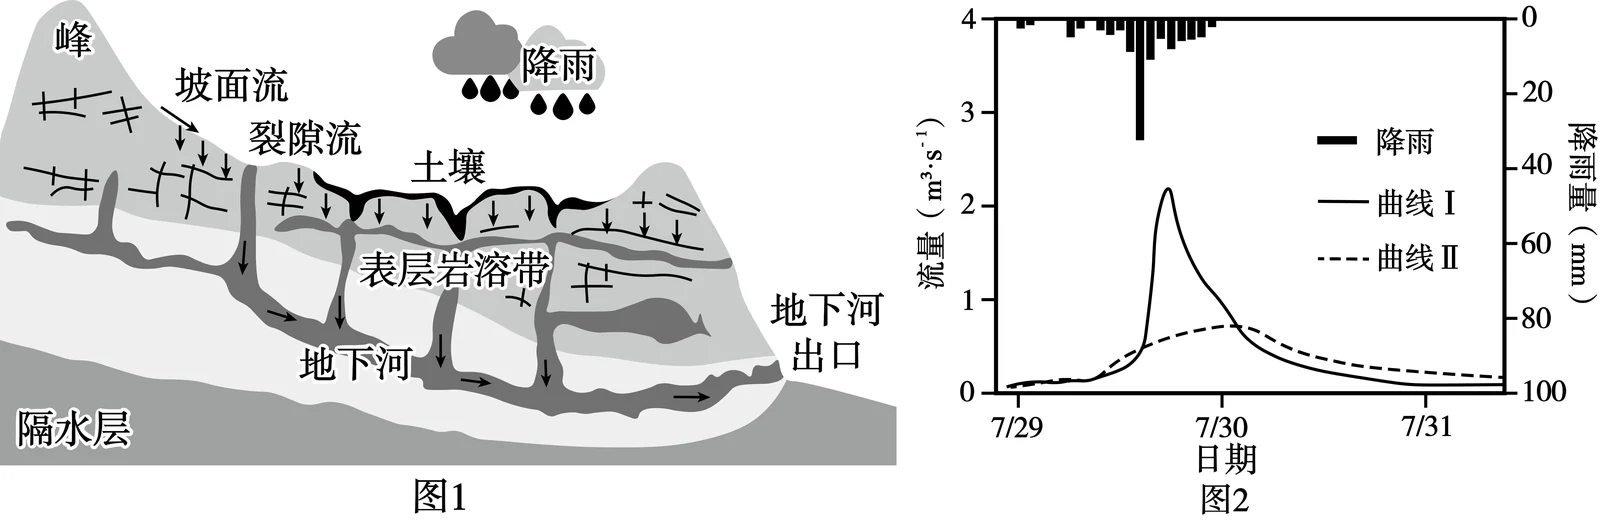 峰
坡面流
裂隙流
土壤
降雨
表层岩溶带
地下河
地下河
出口
隔水层
图1
4
3
2
1
0
流量（m³·s⁻¹）
0
20
40
60
80
100
降雨量（mm）
降雨
曲线 I
曲线 II
7/29
7/30
7/31
日期
图2